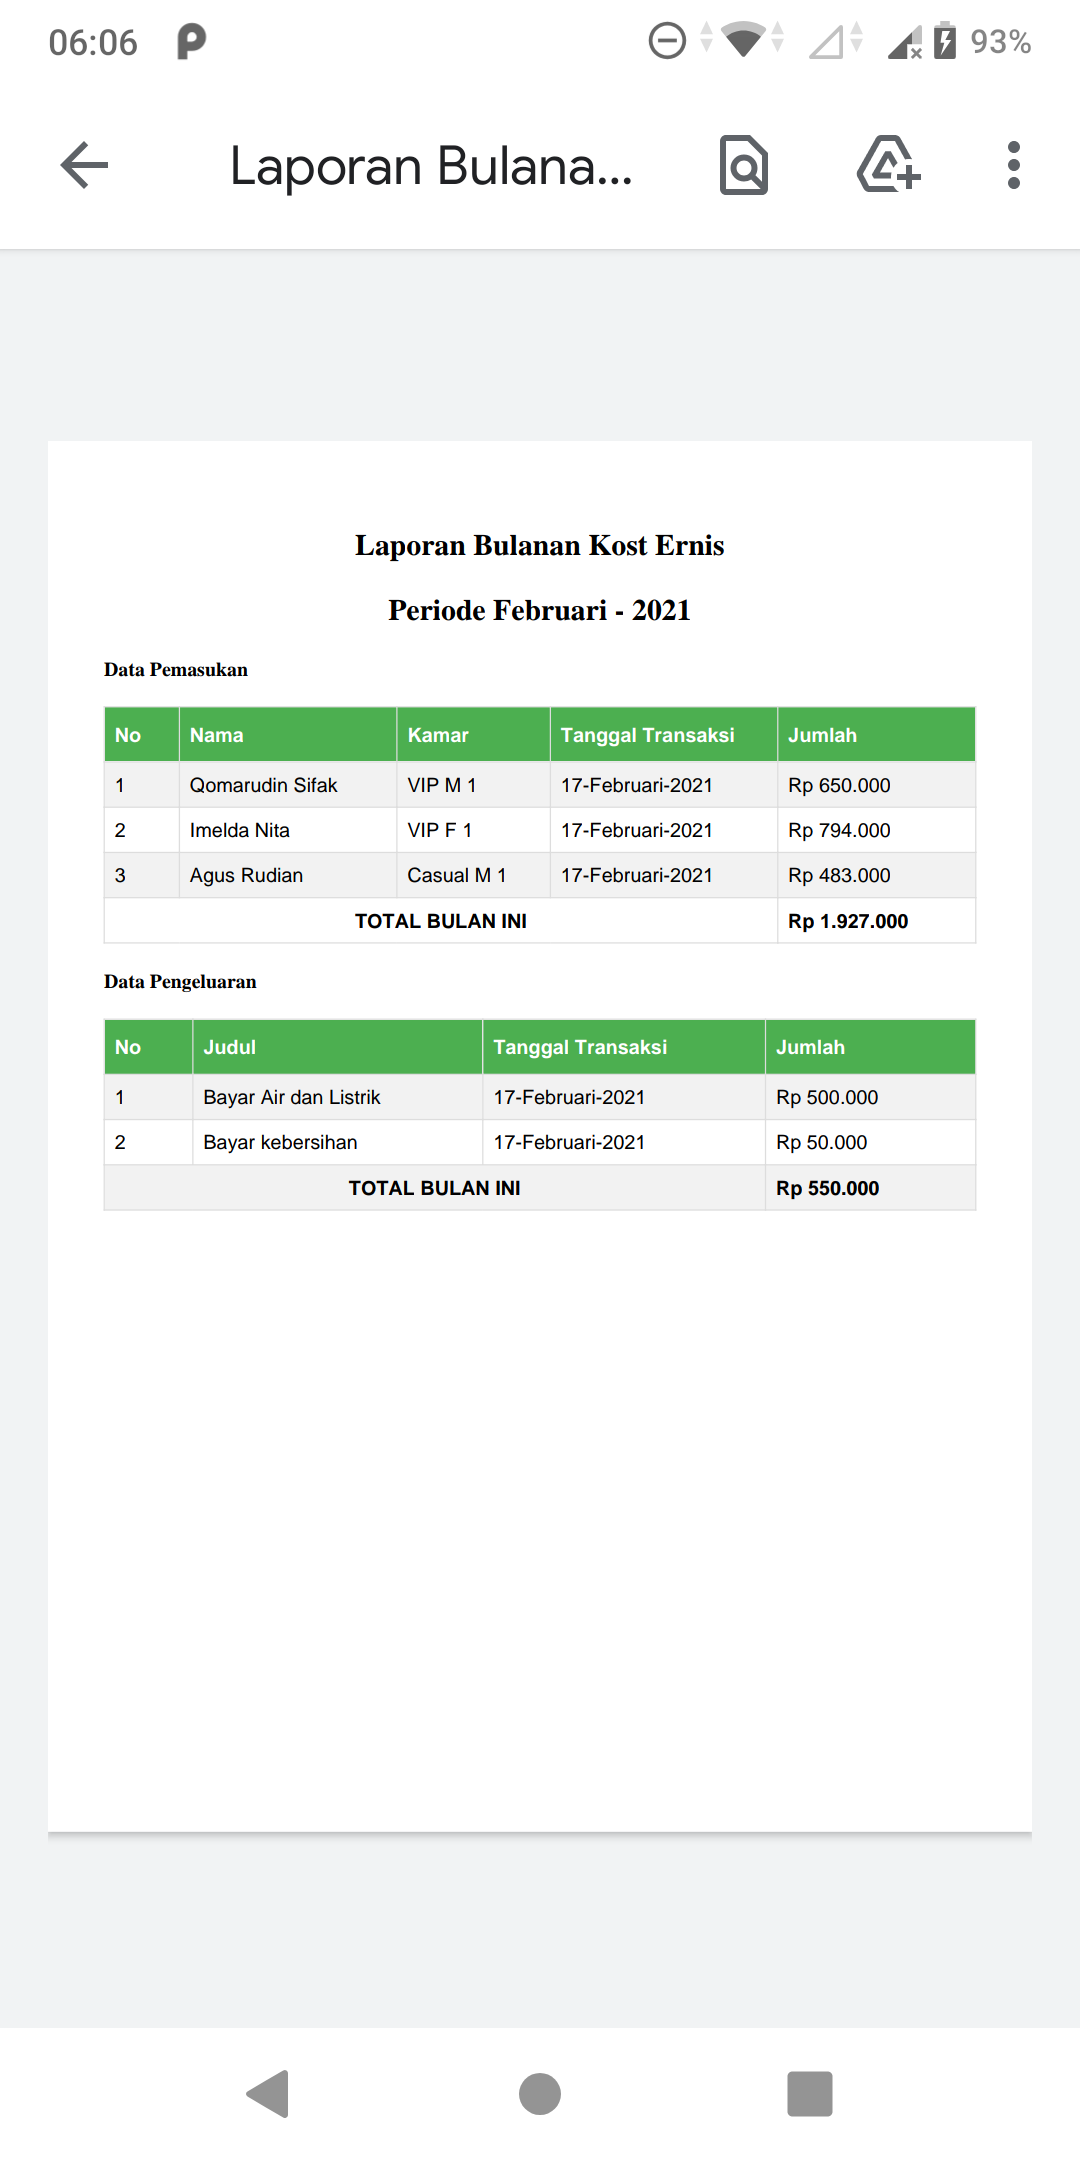 06:06 93%
Laporan Bulana...
Laporan Bulanan Kost Ernis
Periode Februari - 2021
Data Pemasukan
No Nama Kamar Tanggal Transaksi Jumlah
1 Qomarudin Sifak VIP M 1 17-Februari-2021 Rp 650.000
2 Imelda Nita VIP F 1 17-Februari-2021 Rp 794.000
3 Agus Rudian Casual M 1 17-Februari-2021 Rp 483.000
TOTAL BULAN INI Rp 1.927.000
Data Pengeluaran
No Judul Tanggal Transaksi Jumlah
1 Bayar Air dan Listrik 17-Februari-2021 Rp 500.000
2 Bayar kebersihan 17-Februari-2021 Rp 50.000
TOTAL BULAN INI Rp 550.000